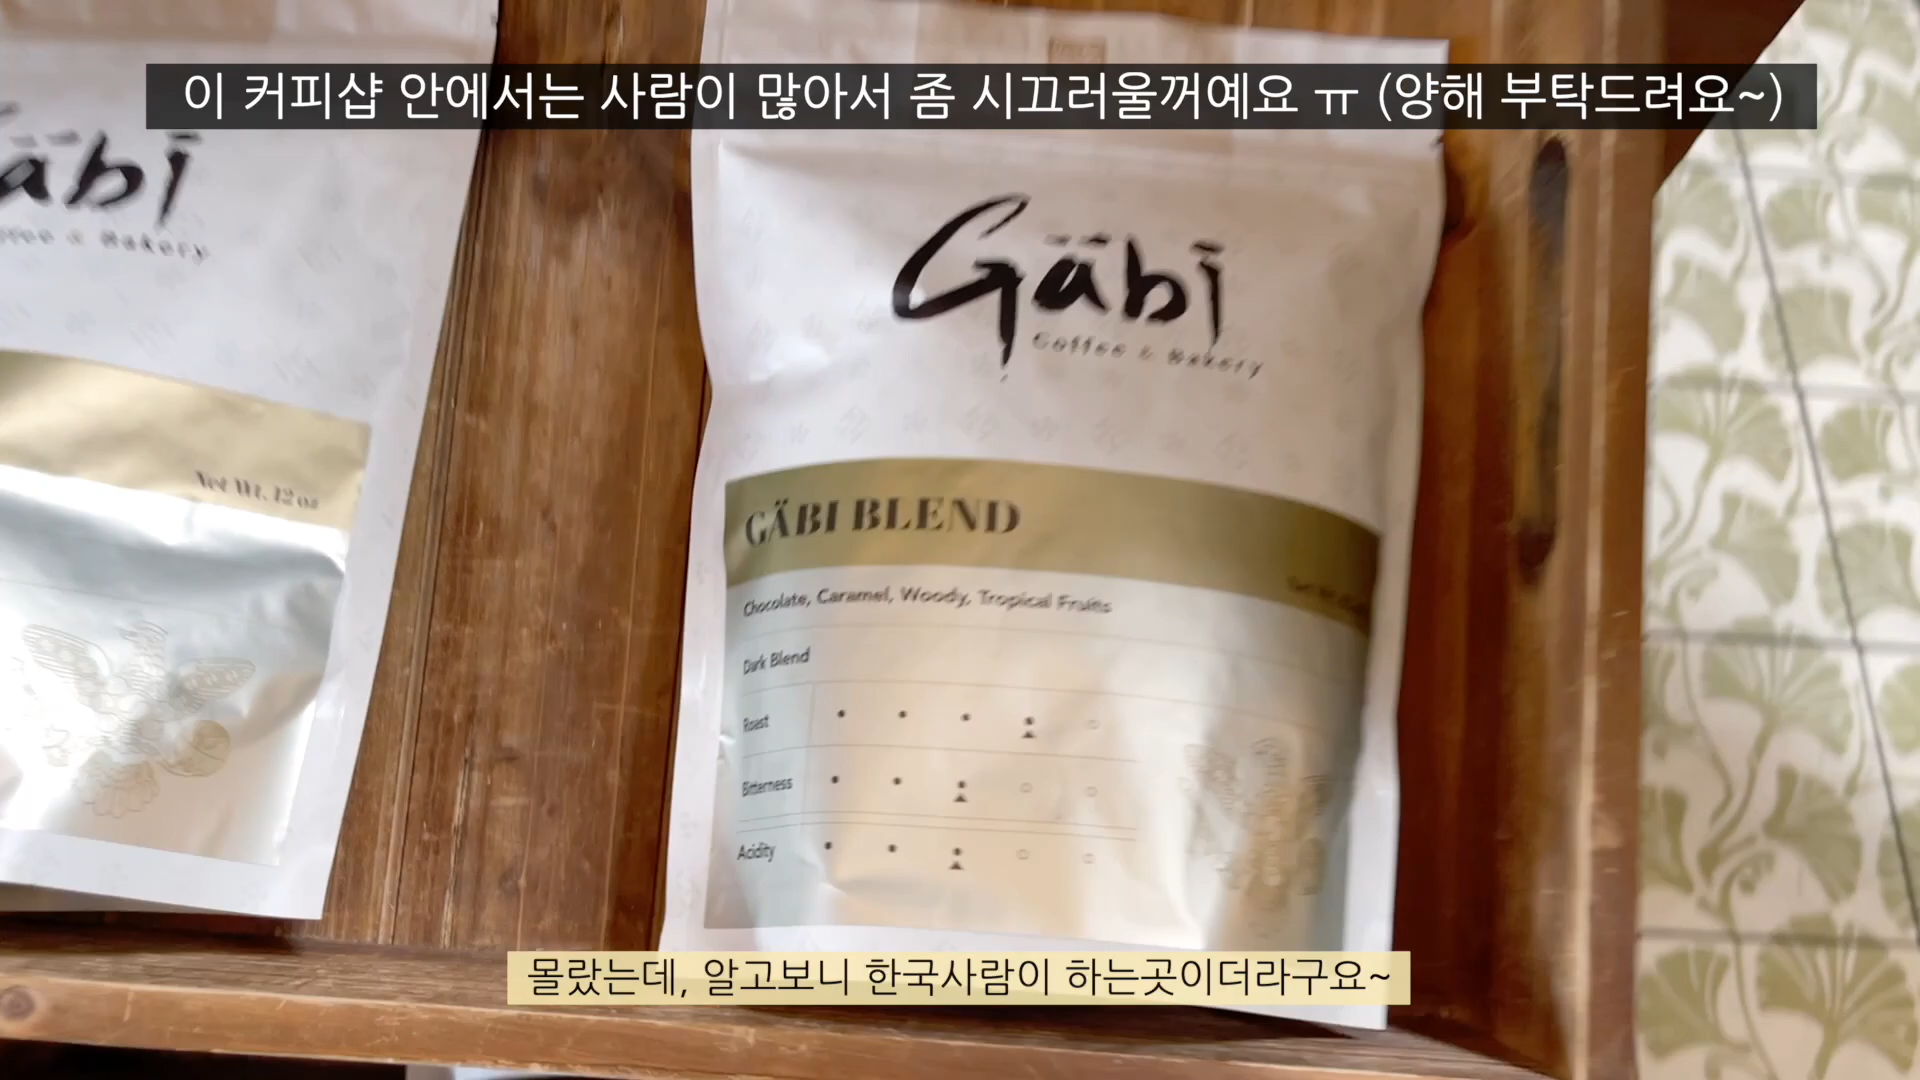 이 커피샵 안에서는 사람이 많아서 좀 시끄러울꺼예요 ㅠ (양해 부탁드려요~)
Gäbi
Coffee & Bakery
Net Wt. 12 oz
Gäbi
Coffee & Bakery
GÄBI BLEND
Chocolate, Caramel, Woody, Tropical Fruits
Dark Blend
Roast
Bitterness
Acidity
몰랐는데, 알고보니 한국사람이 하는곳이더라구요~